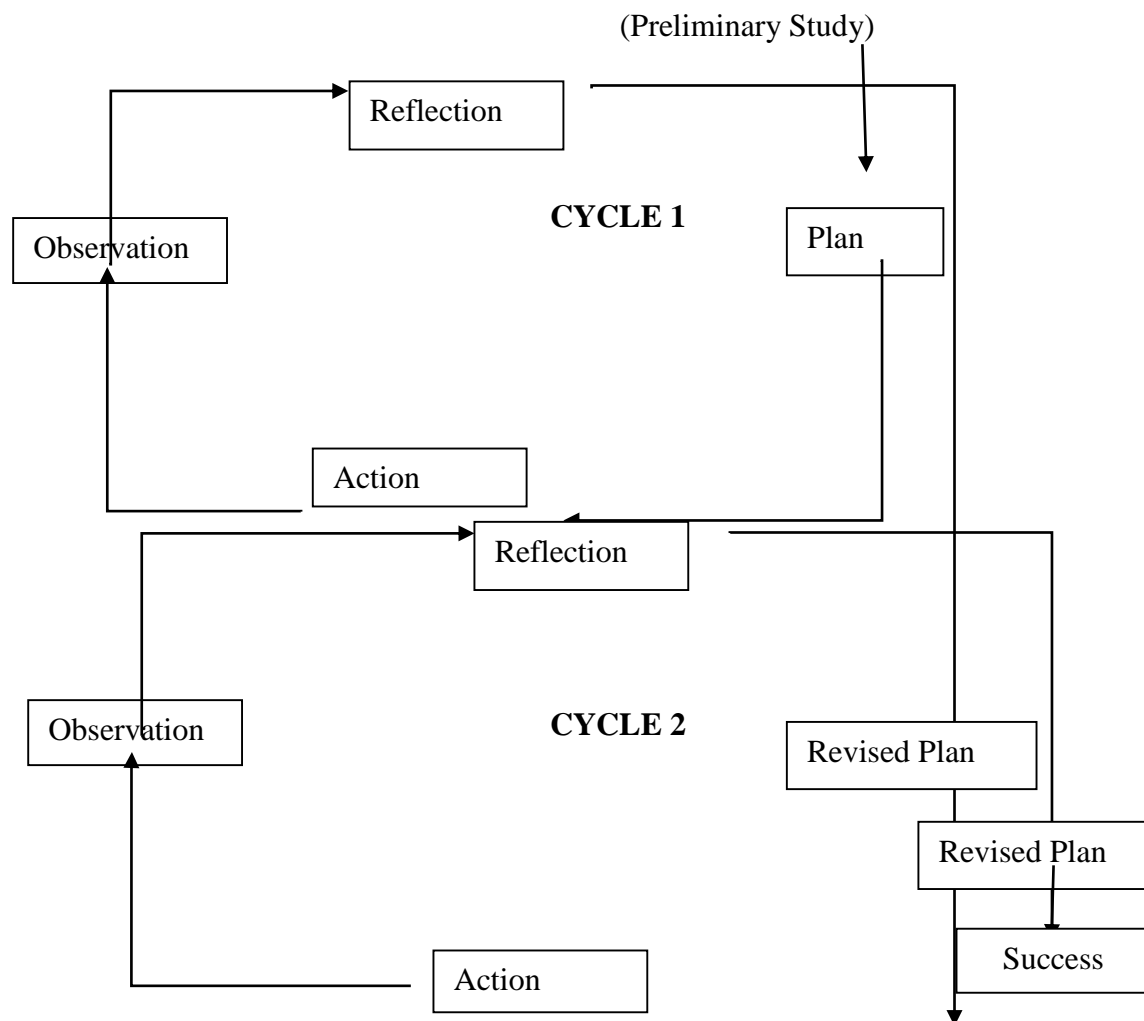 (Preliminary Study)
Reflection
CYCLE 1
Plan
Observation
Action
Reflection
Observation
CYCLE 2
Revised Plan
Revised Plan
Success
Action